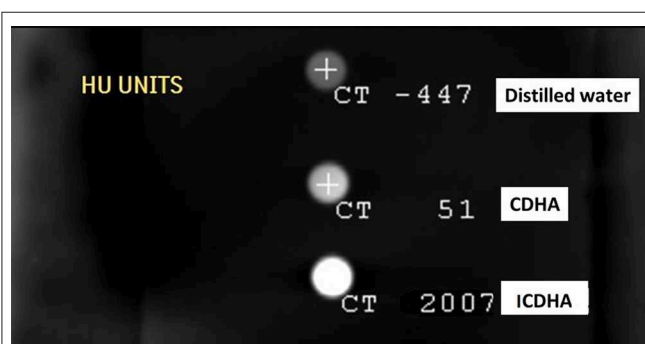 HU UNITS
CT -447 Distilled water
CT 51 CDHA
CT 2007 ICDHA